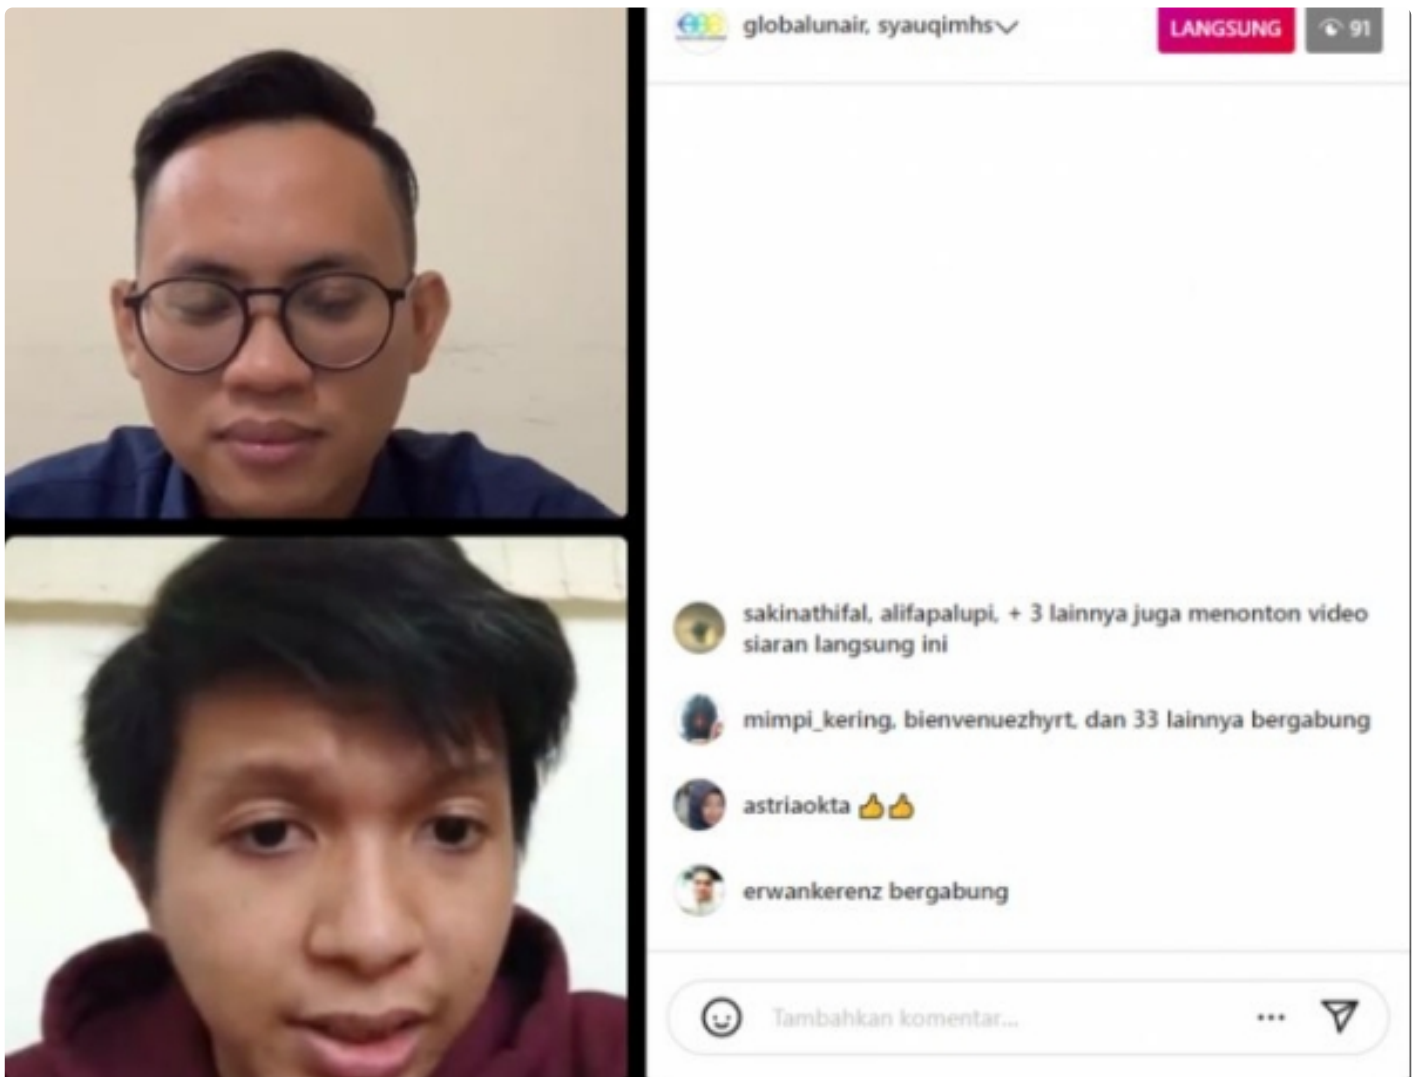 globalunair, syauqimhs
LANGSUNG
91
sakinathifal, alifapalupi, + 3 lainnya juga menonton video
siaran langsung ini
mimpi_kering, bienvenuezhyrt, dan 33 lainnya bergabung
astriaokta 👍👍
erwankerenz bergabung
Tambahkan komentar...